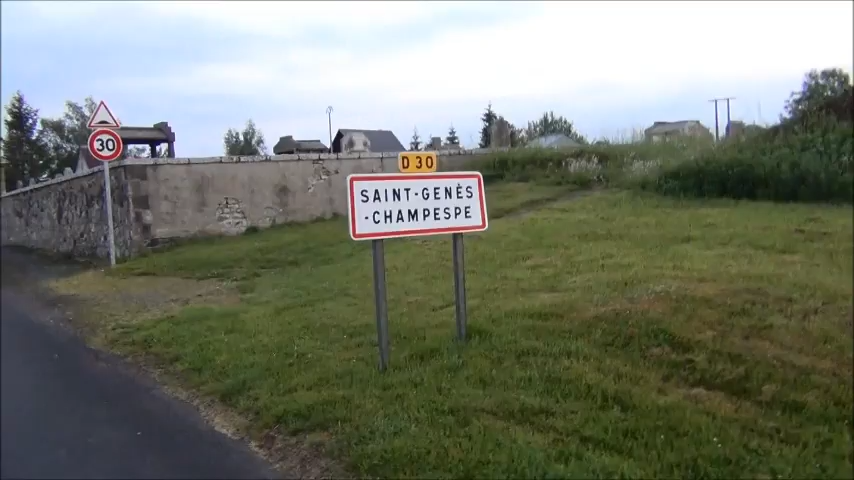 30
D 30
SAINT-GENÈS
-CHAMPESPE